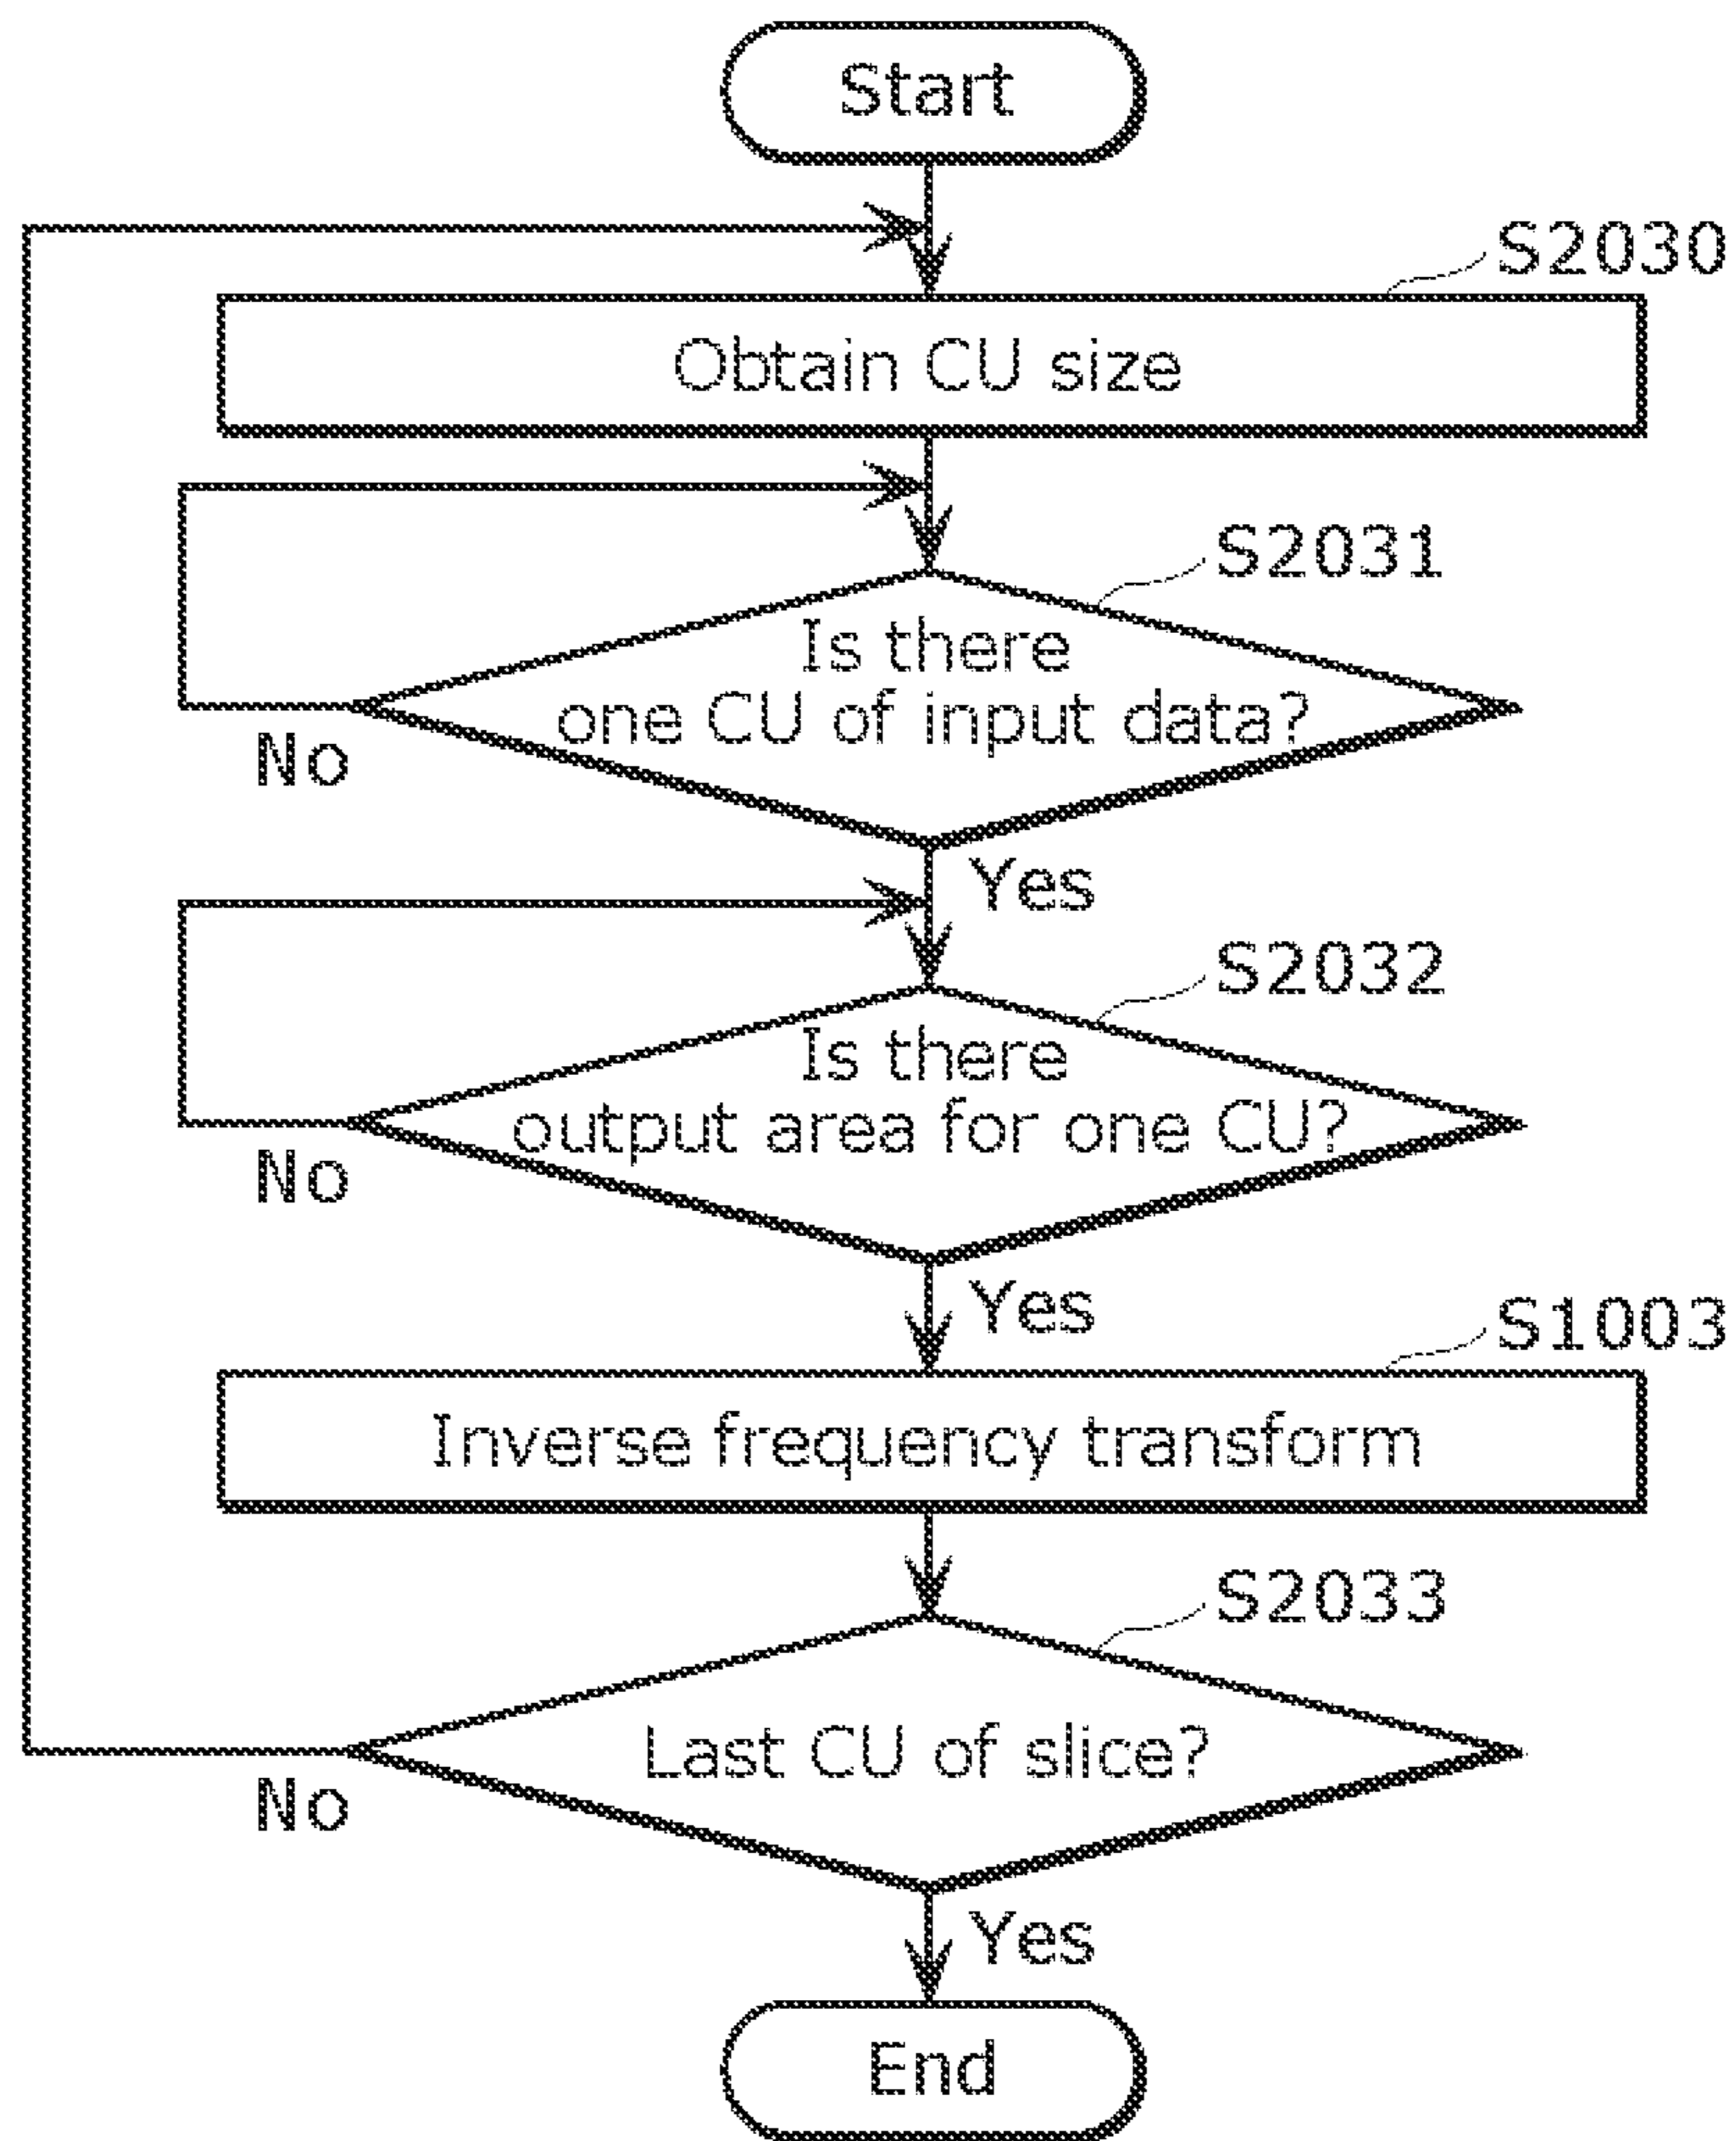 Start
S2030
Obtain CU size
S2031
Is there
one CU of input data?
No
Yes
S2032
Is there
output area for one CU?
No
Yes
S1003
Inverse frequency transform
S2033
Last CU of slice?
No
Yes
End